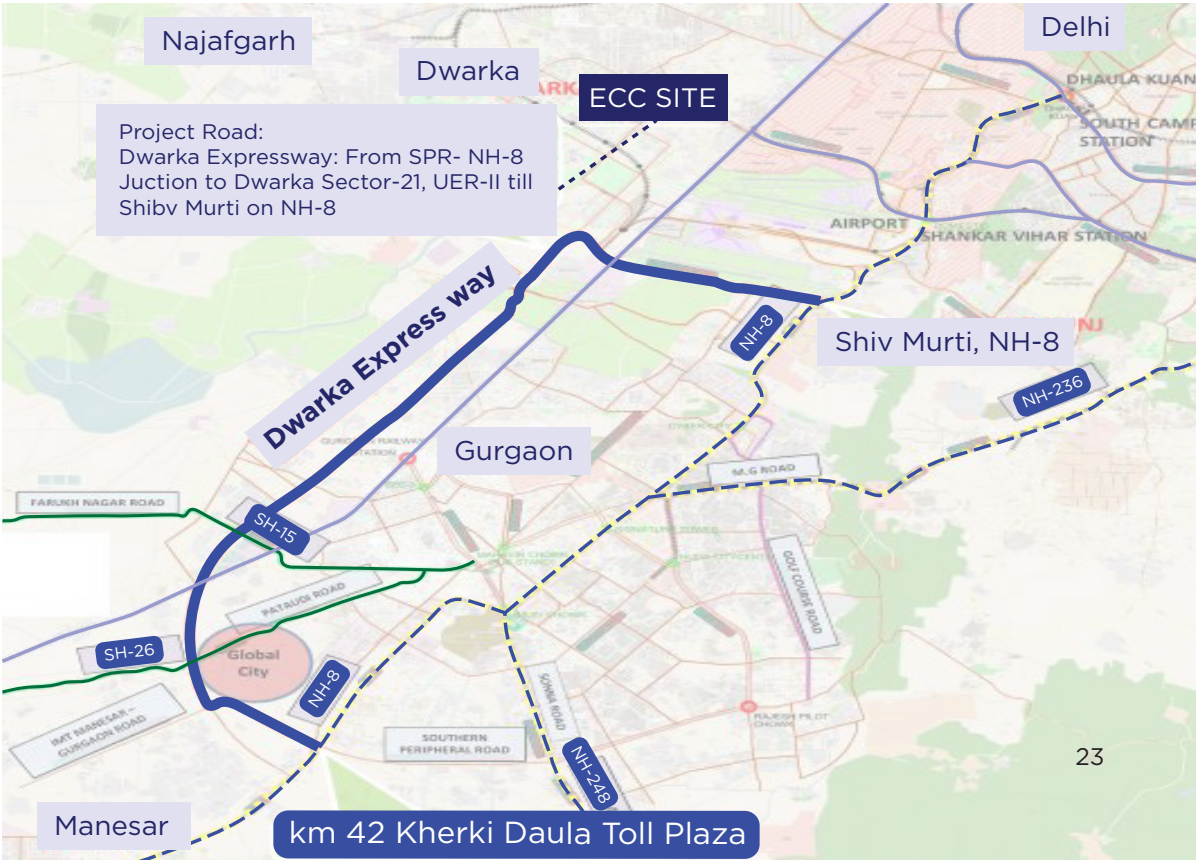 Najafgarh
Delhi
Dwarka
ECC SITE
DHAULA KUAN
SOUTH CAMP
STATION
Project Road:
Dwarka Expressway: From SPR- NH-8
Juction to Dwarka Sector-21, UER-II till
Shibv Murti on NH-8
AIRPORT
SHANKAR VIHAR STATION
Dwarka Express way
NH-8
Shiv Murti, NH-8
NH-236
Gurgaon
M.G ROAD
FARUKH NAGAR ROAD
SH-15
GOLF COURSE ROAD
PATAUDI ROAD
SH-26
Global
City
NH-8
SOHNA ROAD
RAJESH PILOT
CHOWK
IMT MANESAR –
GURGAON ROAD
SOUTHERN
PERIPHERAL ROAD
NH-248
23
Manesar
km 42 Kherki Daula Toll Plaza